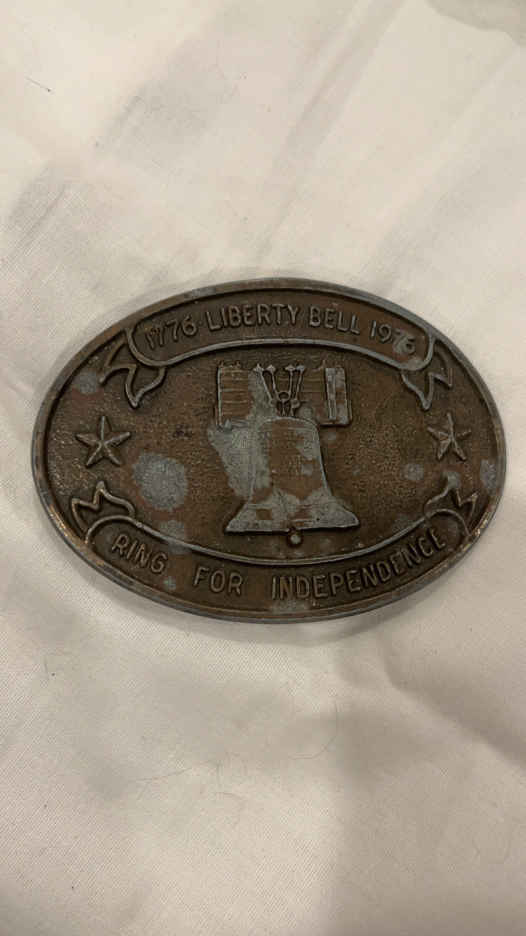 1776·LIBERTY BELL 1976
RING FOR INDEPENDENCE